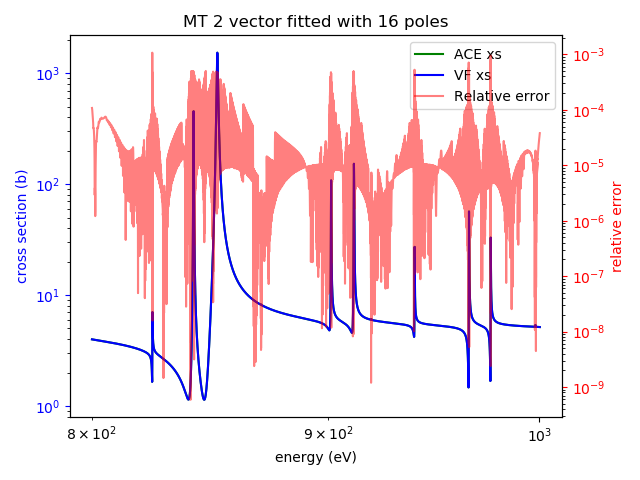 MT 2 vector fitted with 16 poles
ACE xs
VF xs
Relative error
cross section (b)
10³
10²
10¹
10⁰
relative error
10⁻³
10⁻⁴
10⁻⁵
10⁻⁶
10⁻⁷
10⁻⁸
10⁻⁹
8 × 10²
9 × 10²
10³
energy (eV)